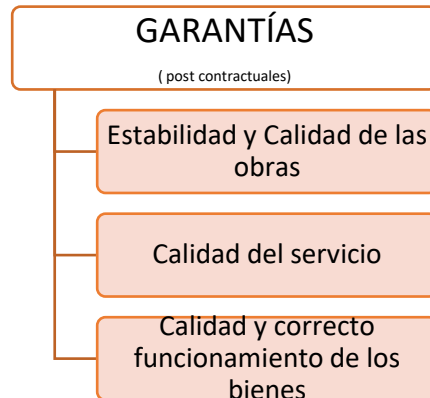 GARANTÍAS
( post contractuales)
Estabilidad y Calidad de las
obras
Calidad del servicio
Calidad y correcto
funcionamiento de los
bienes